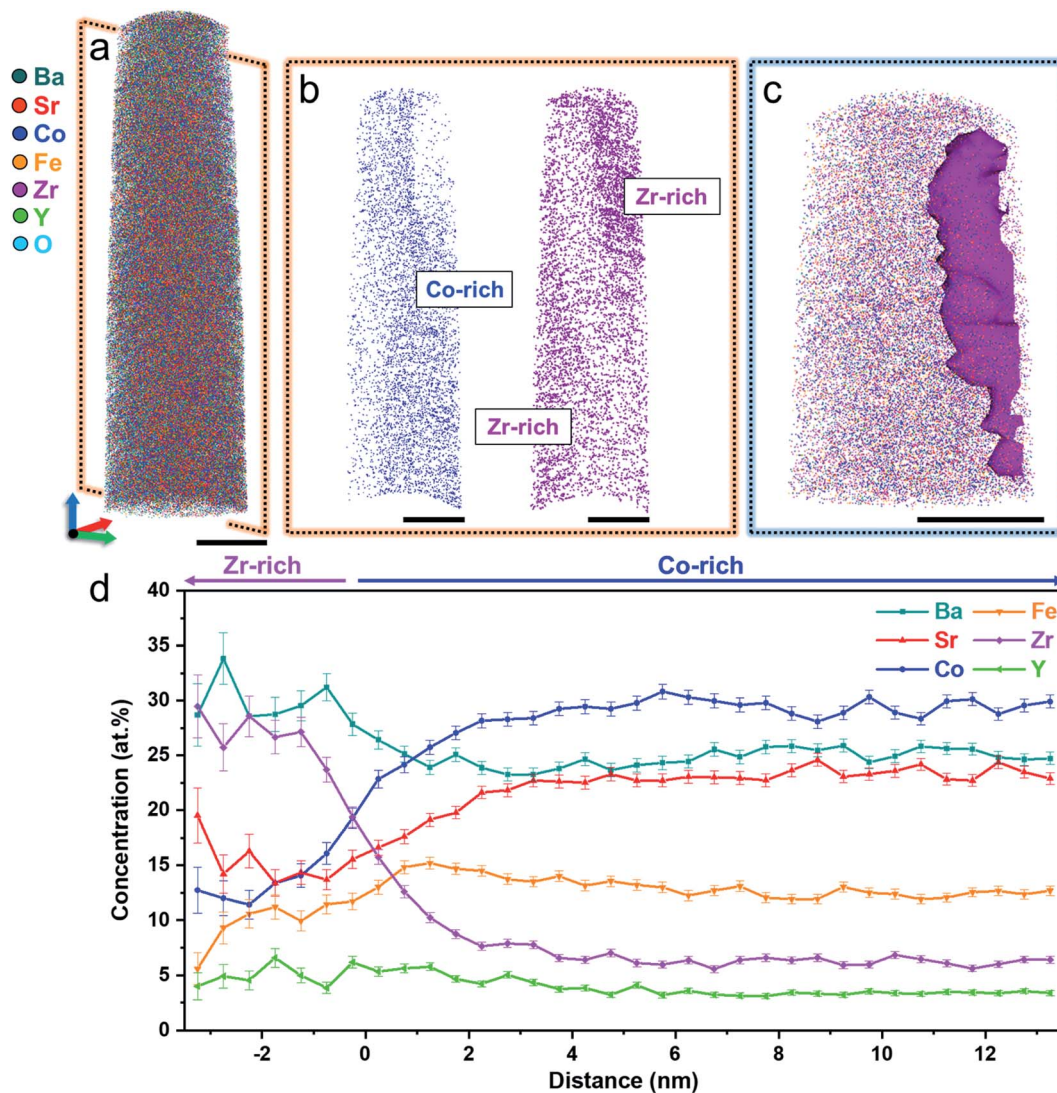 a
Ba
Sr
Co
Fe
Zr
Y
O
b
Co-rich
Zr-rich
Zr-rich
c
d
Zr-rich
Co-rich
Ba
Sr
Co
Fe
Zr
Y
Concentration (at.%)
40
35
30
25
20
15
10
5
0
-2
0
2
4
6
8
10
12
Distance (nm)